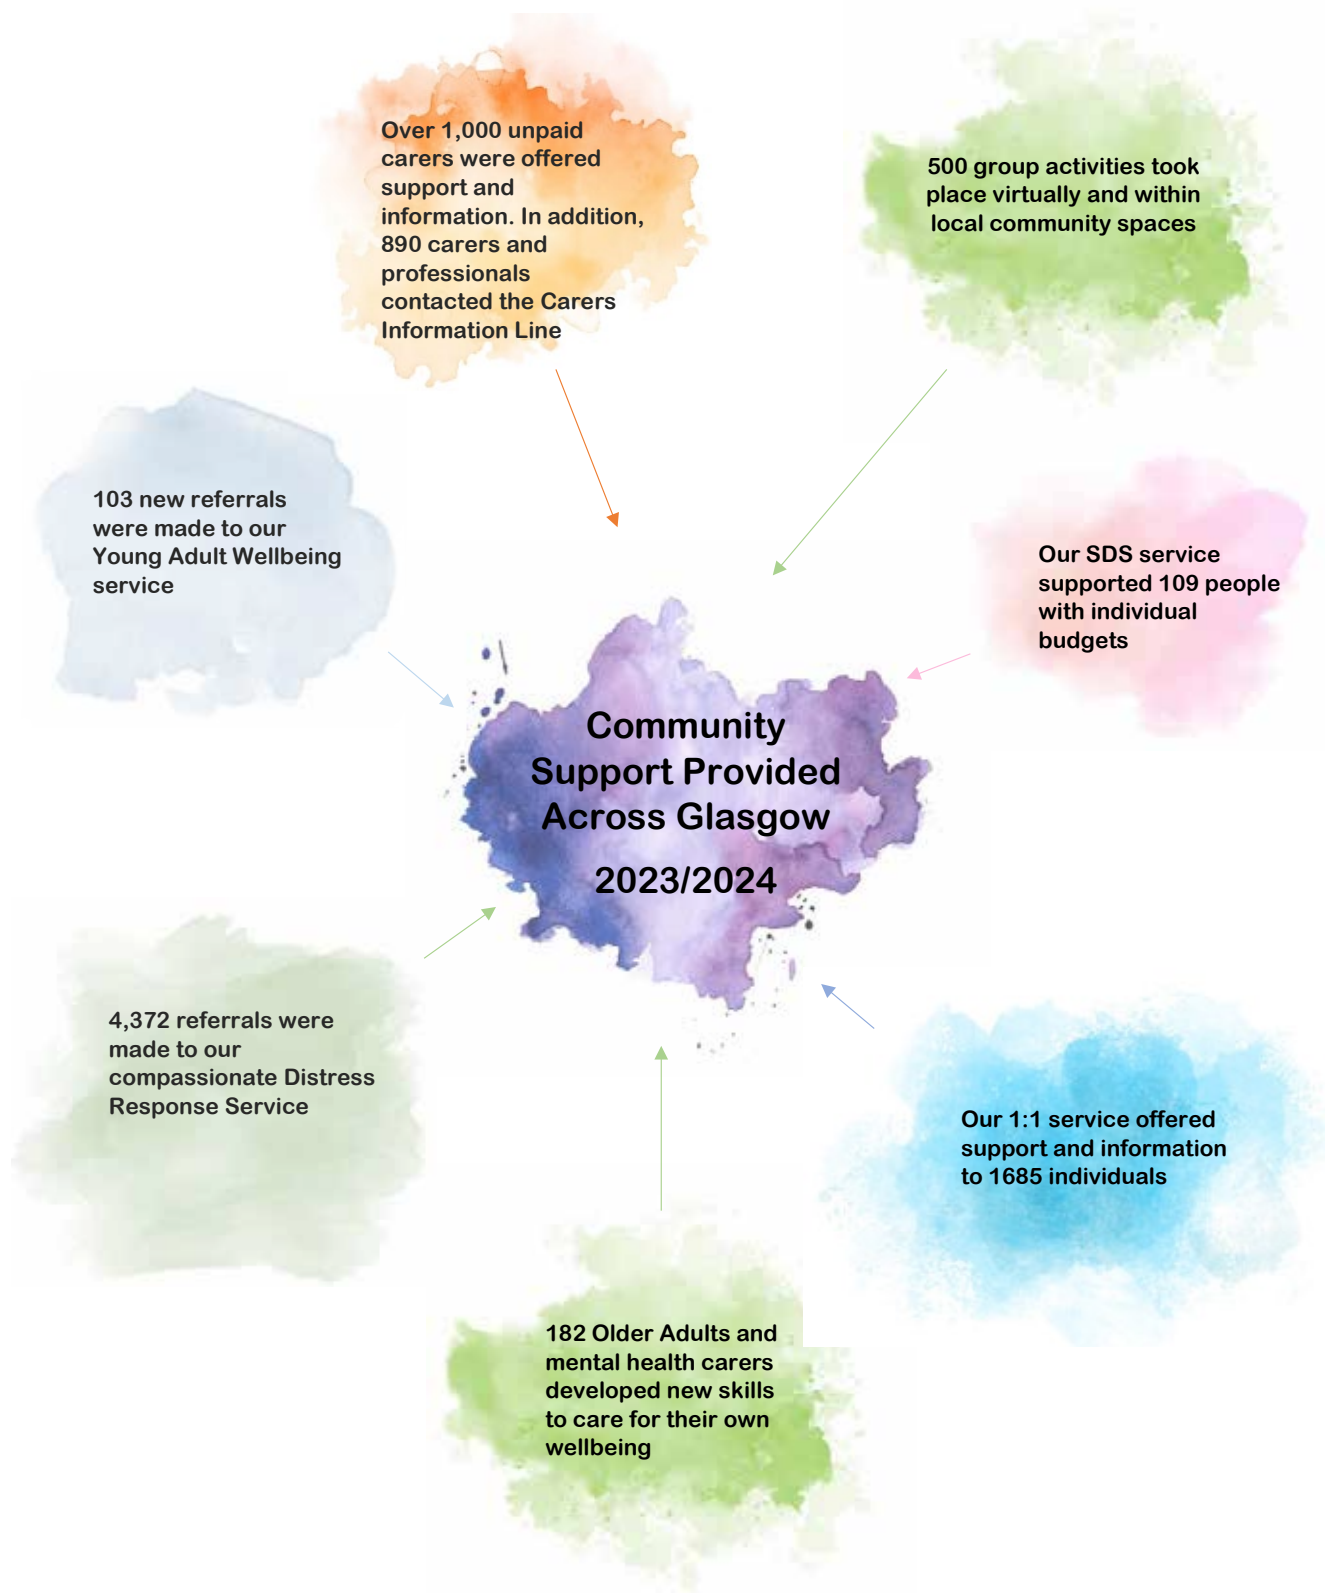 Over 1,000 unpaid
carers were offered
support and
information. In addition,
890 carers and
professionals
contacted the Carers
Information Line
500 group activities took
place virtually and within
local community spaces
103 new referrals
were made to our
Young Adult Wellbeing
service
Our SDS service
supported 109 people
with individual
budgets
Community
Support Provided
Across Glasgow
2023/2024
4,372 referrals were
made to our
compassionate Distress
Response Service
Our 1:1 service offered
support and information
to 1685 individuals
182 Older Adults and
mental health carers
developed new skills
to care for their own
wellbeing